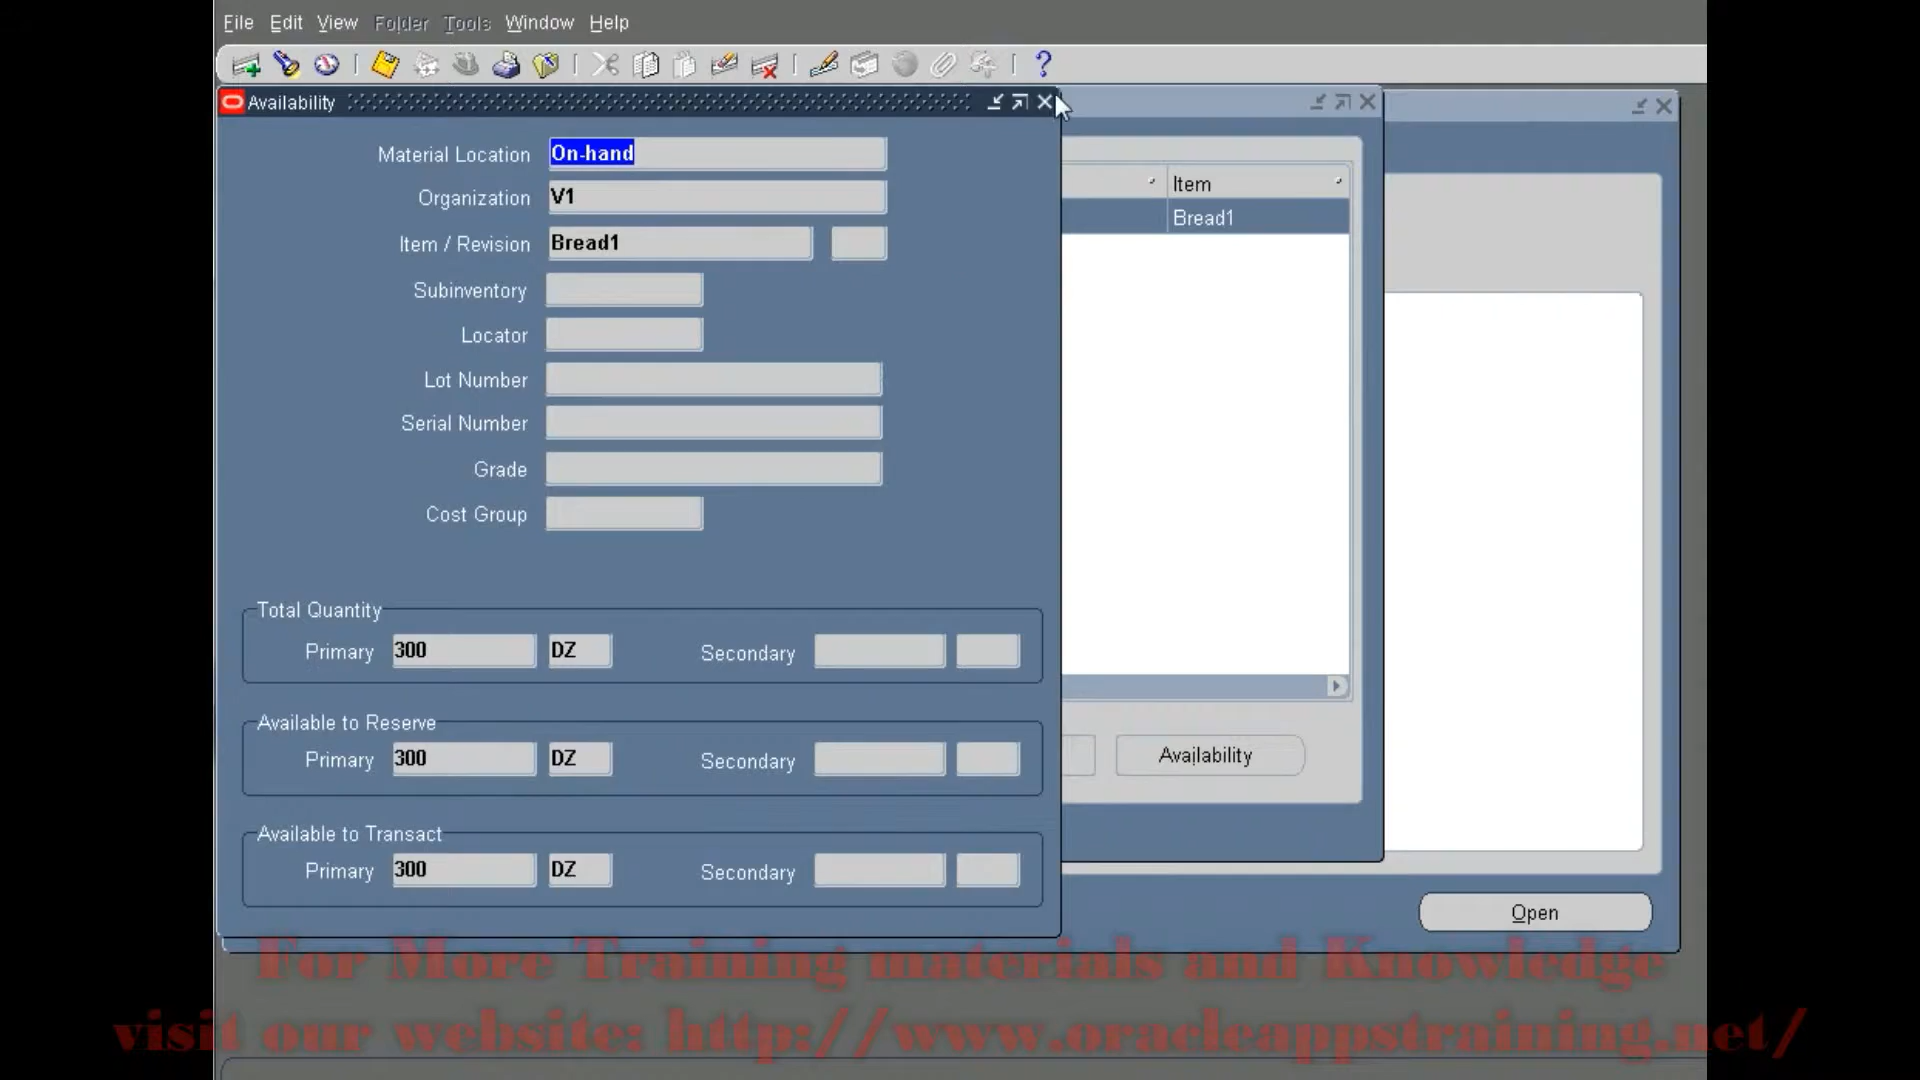 File Edit View Folder Tools Window Help
Availability
Material Location On-hand
Organization V1
Item / Revision Bread1
Subinventory
Locator
Lot Number
Serial Number
Grade
Cost Group
Total Quantity
Primary 300 DZ Secondary
Available to Reserve
Primary 300 DZ Secondary
Available to Transact
Primary 300 DZ Secondary
Item
Bread1
Availability
Open
For More Training materials and Knowledge
visit our website: http://www.oracleappstraining.net/